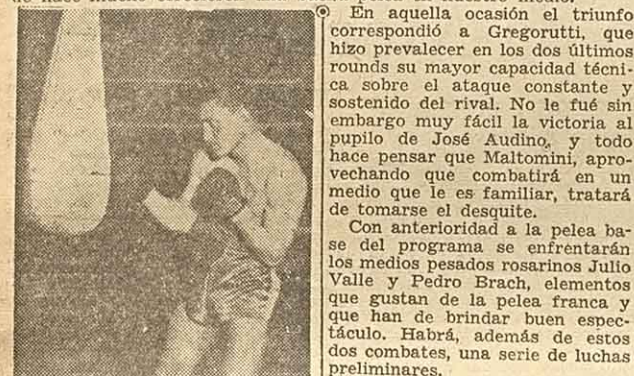 En aquella ocasión el triunfo
correspondió a Gregorutti, que
hizo prevalecer en los dos últimos
rounds su mayor capacidad técni-
ca sobre el ataque constante y
sostenido del rival. No le fué sin
embargo muy fácil la victoria al
pupilo de José Audino, y todo
hace pensar que Maltomini, apro-
vechando que combatirá en un
medio que le es familiar, tratará
de tomarse el desquite.
Con anterioridad a la pelea ba-
se del programa se enfrentarán
los medios pesados rosarinos Julio
Valle y Pedro Brach, elementos
que gustan de la pelea franca y
que han de brindar buen espec-
táculo. Habrá, además de estos
dos combates, una serie de luchas
preliminares.